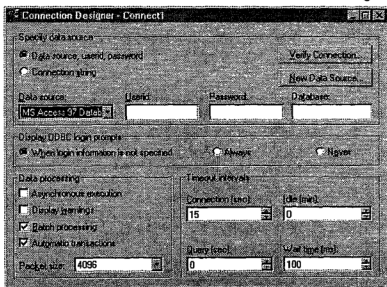 Connection Designer - Connect1
Specify data source
Data source, userid, password
Connection string
Verify Connection...
New Data Source...
Data source:
Userid:
Password:
Database:
MS Access 97 Datab
Display ODBC login prompts
When login information is not specified
Always
Never
Data processing
Asynchronous execution
Display warnings
Batch processing
Automatic transactions
Packet size:
4096
Timeout intervals
Connection (sec):
15
Idle (min):
0
Query (sec):
0
Wait time (ms):
100